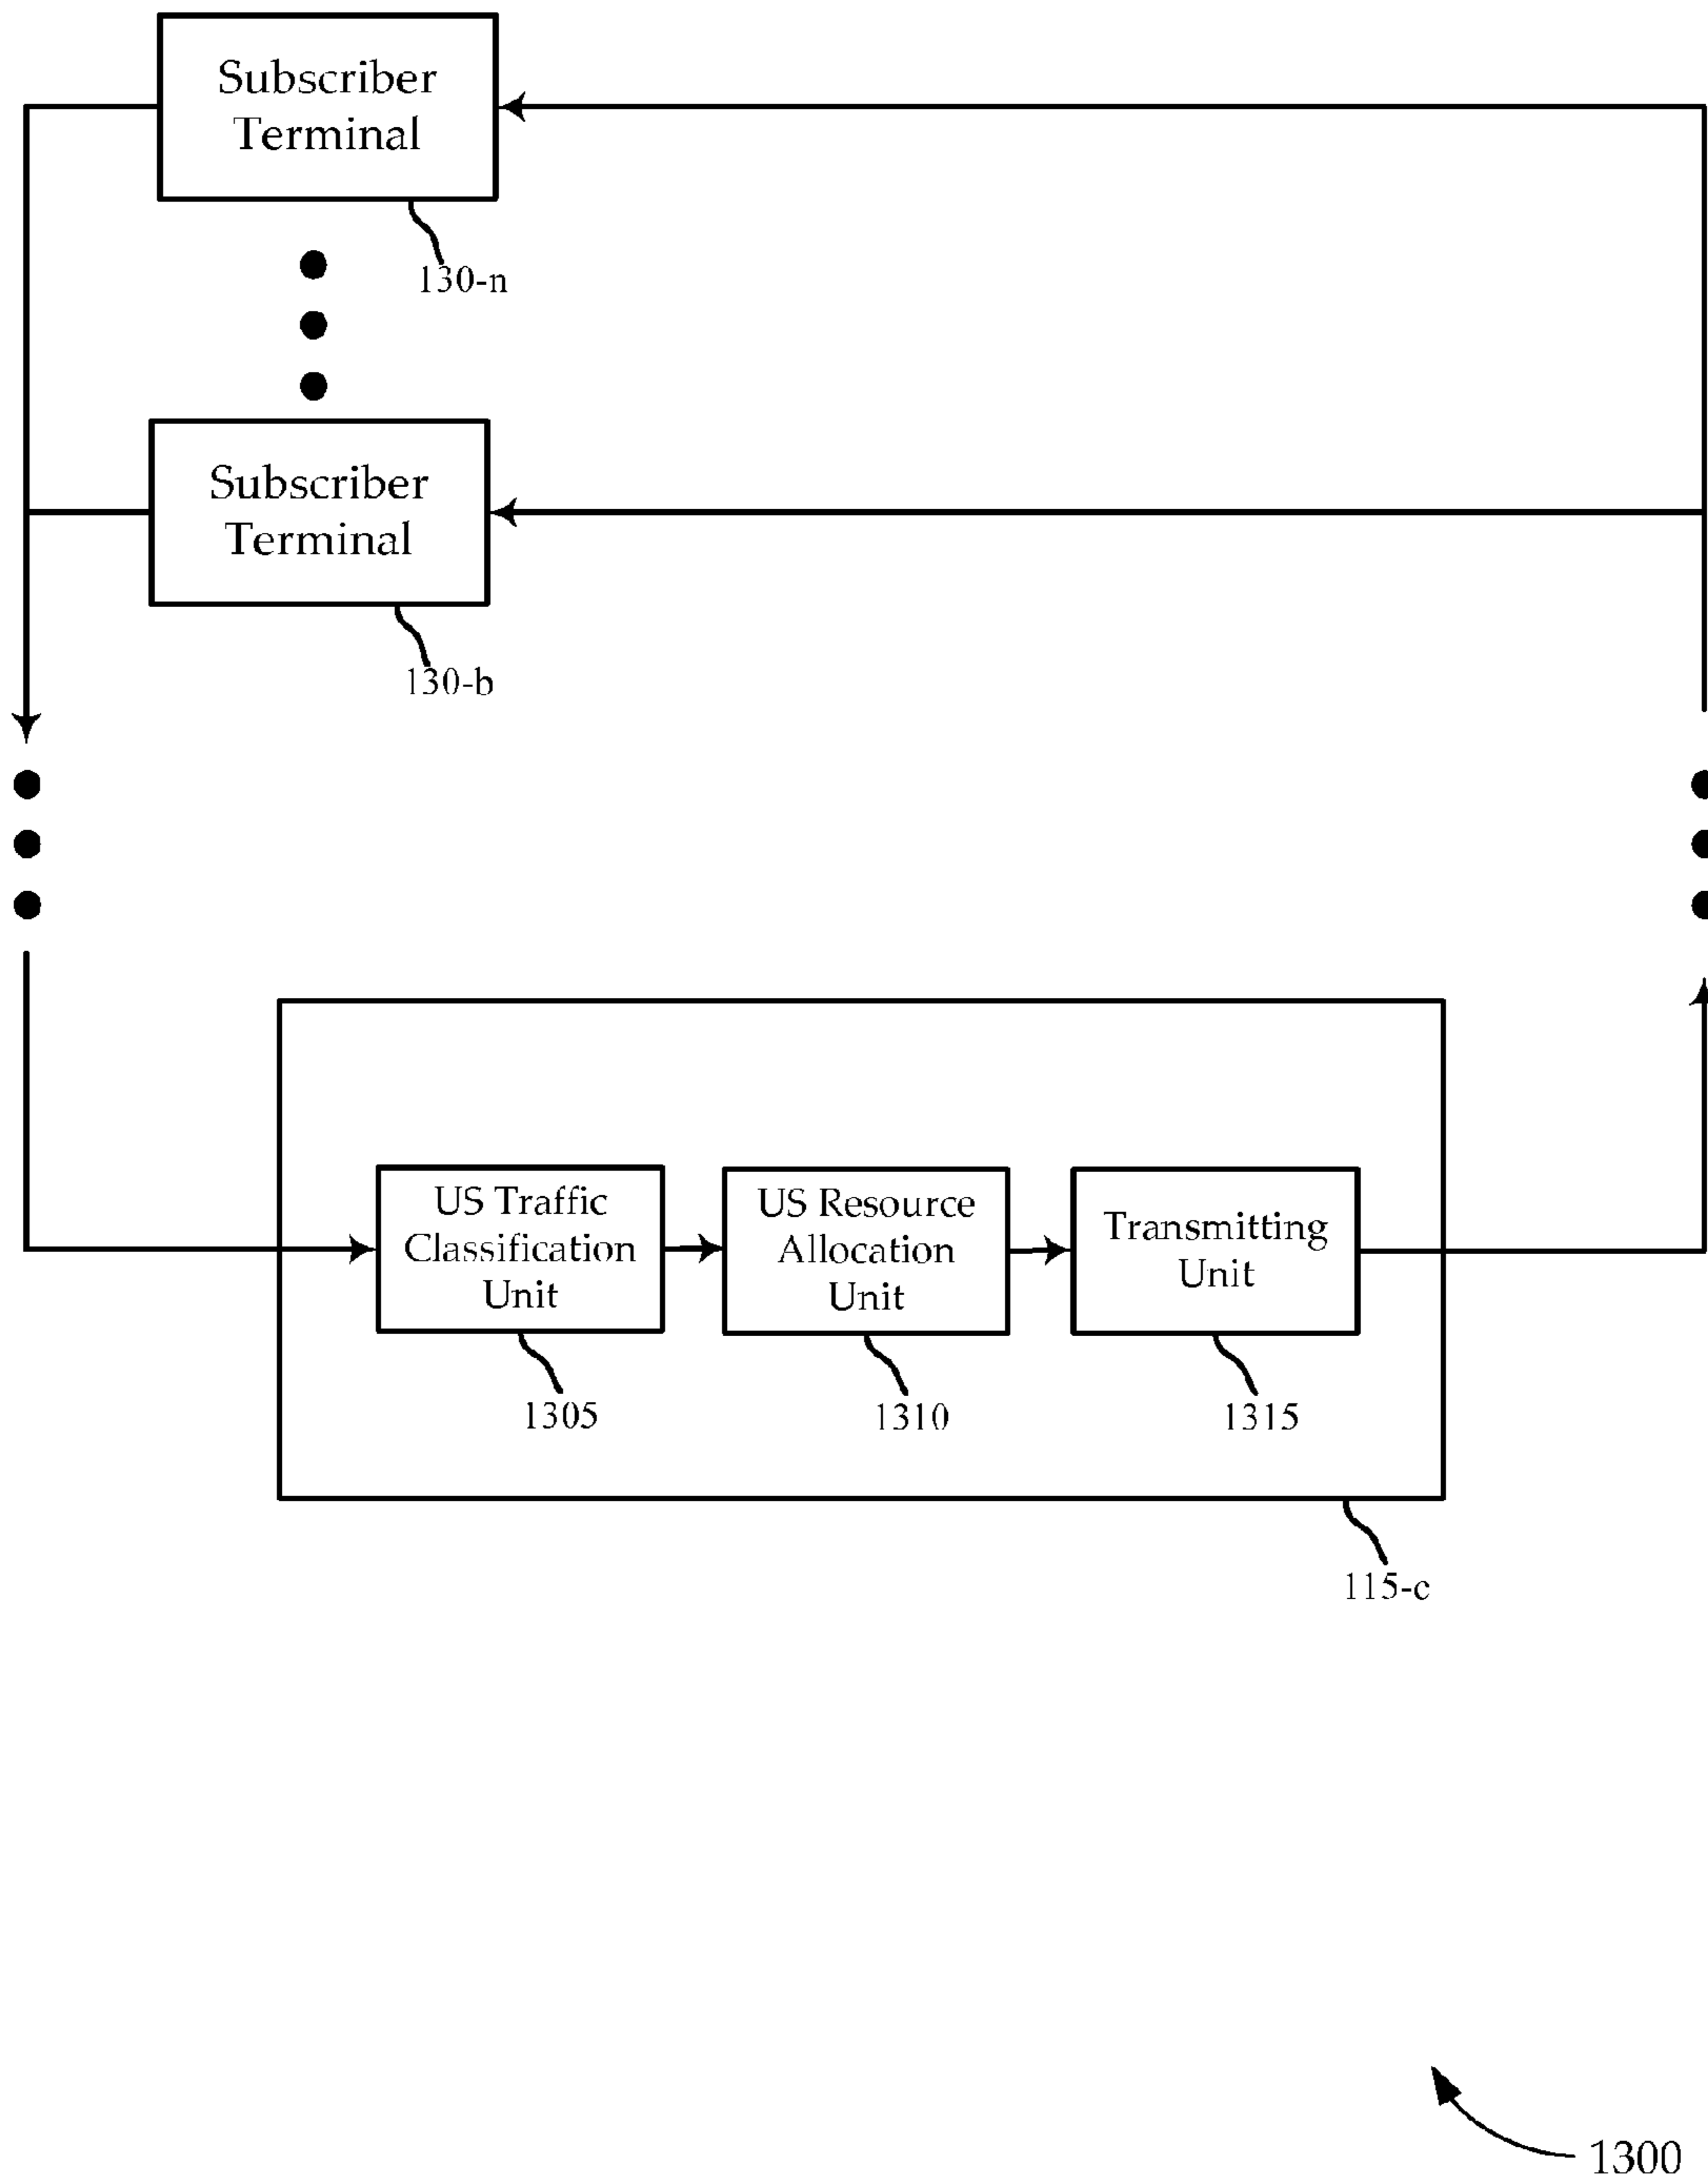 Subscriber
Terminal
130-n
Subscriber
Terminal
130-b
US Traffic
Classification
Unit
US Resource
Allocation
Unit
Transmitting
Unit
1305
1310
1315
115-c
1300